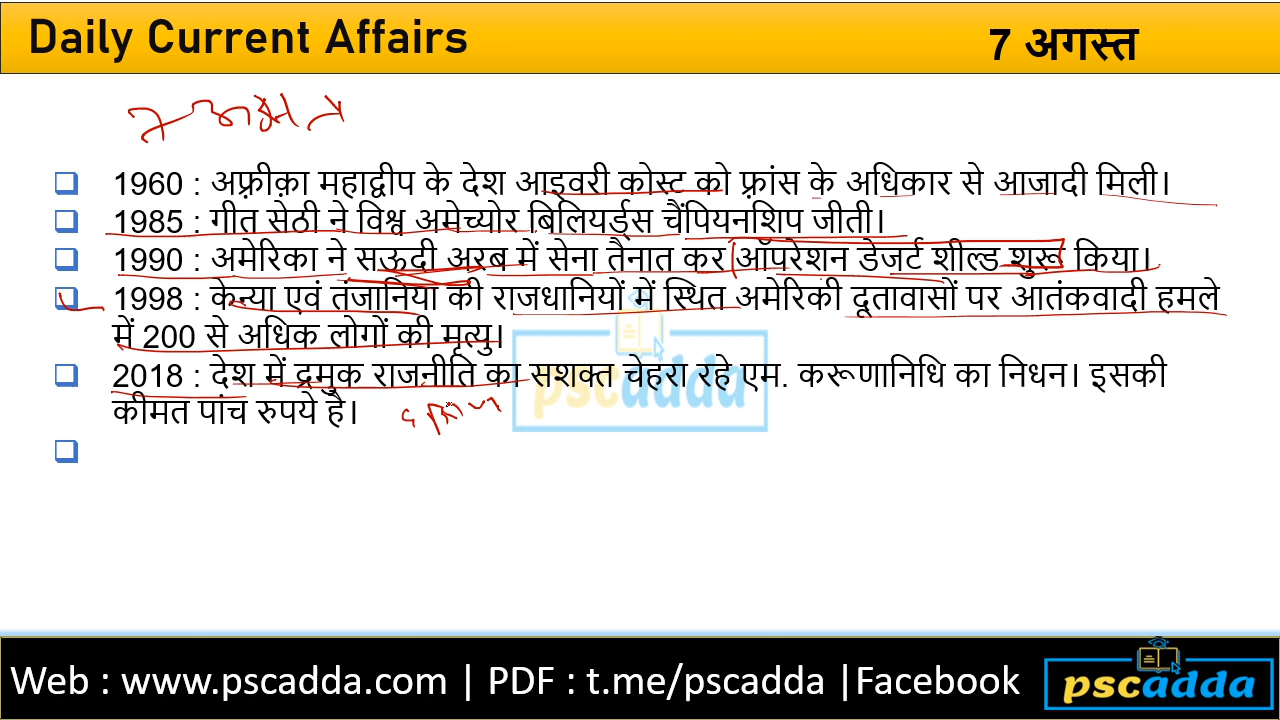 Daily Current Affairs
7 अगस्त
1960 : अफ़्रीक़ा महाद्वीप के देश आइवरी कोस्ट को फ़्रांस के अधिकार से आजादी मिली।
1985 : गीत सेठी ने विश्व अमेच्योर बिलियर्ड्स चैंपियनशिप जीती।
1990 : अमेरिका ने सऊदी अरब में सेना तैनात कर ऑपरेशन डेजर्ट शील्ड शुरू किया।
1998 : केन्या एवं तंजानिया की राजधानियों में स्थित अमेरिकी दूतावासों पर आतंकवादी हमले
में 200 से अधिक लोगों की मृत्यु।
2018 : देश में द्रमुक राजनीति का सशक्त चेहरा रहे एम. करूणानिधि का निधन। इसकी
कीमत पांच रुपये है।
pscadda
Web : www.pscadda.com | PDF : t.me/pscadda |Facebook
pscadda